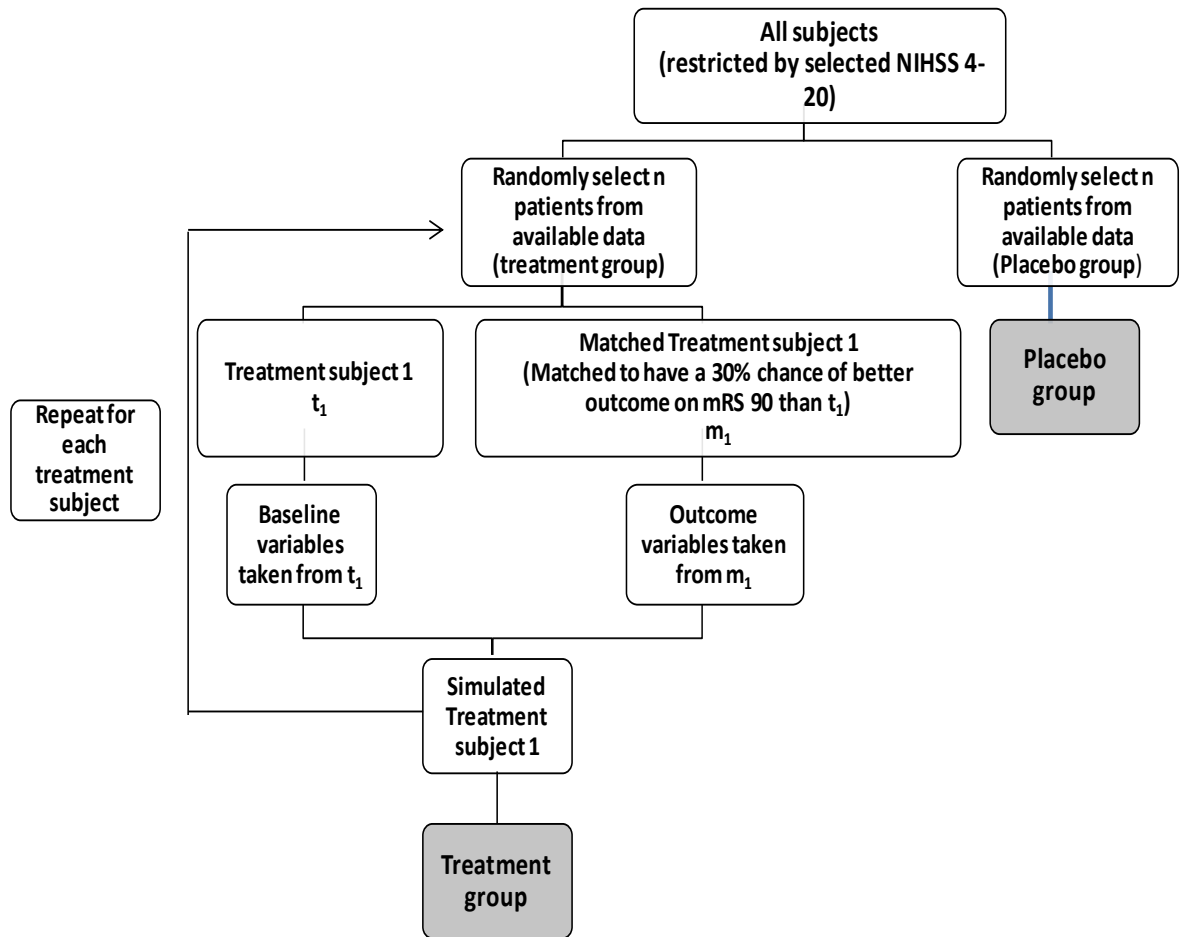 All subjects
(restricted by selected NIHSS 4-
20)
Randomly select n
patients from
available data
(treatment group)
Randomly select n
patients from
available data
(Placebo group)
Treatment subject 1
t₁
Matched Treatment subject 1
(Matched to have a 30% chance of better
outcome on mRS 90 than t₁)
m₁
Placebo
group
Repeat for
each
treatment
subject
Baseline
variables
taken from t₁
Outcome
variables taken
from m₁
Simulated
Treatment
subject 1
Treatment
group